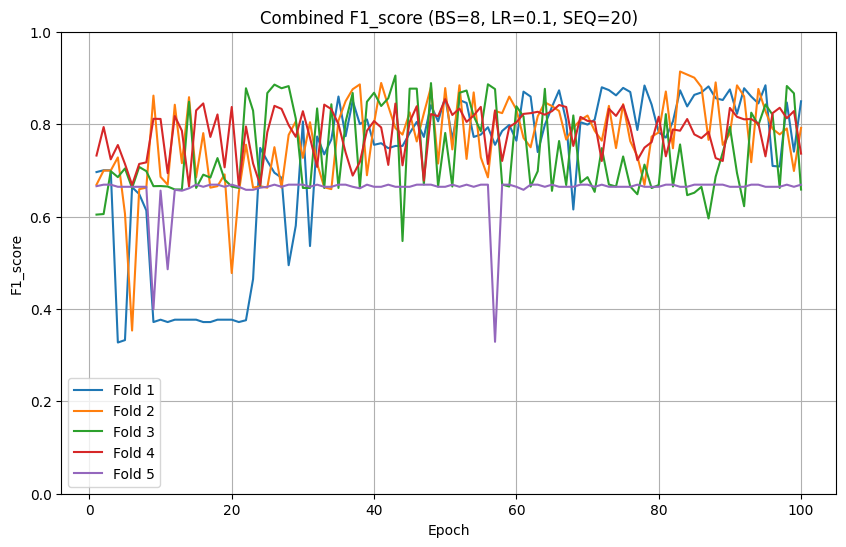 Combined F1_score (BS=8, LR=0.1, SEQ=20)
1.0
0.8
0.6
0.4
0.2
0.0
F1_score
Fold 1
Fold 2
Fold 3
Fold 4
Fold 5
0 20 40 60 80 100
Epoch